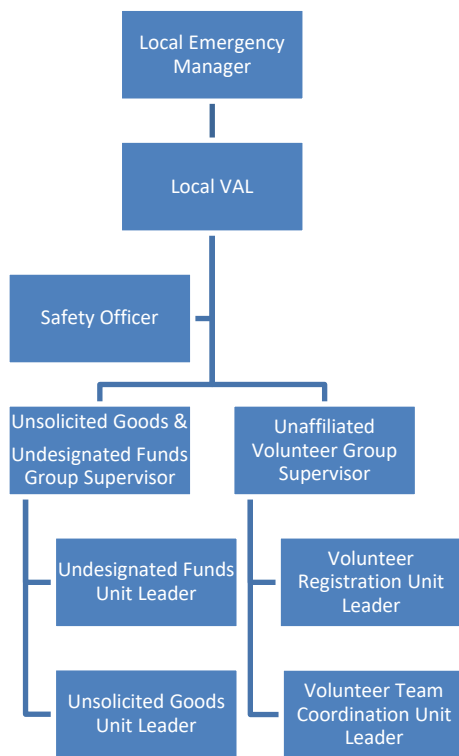 Local Emergency
Manager
Local VAL
Safety Officer
Unsolicited Goods &
Undesignated Funds
Group Supervisor
Unaffiliated
Volunteer Group
Supervisor
Undesignated Funds
Unit Leader
Volunteer
Registration Unit
Leader
Unsolicited Goods
Unit Leader
Volunteer Team
Coordination Unit
Leader